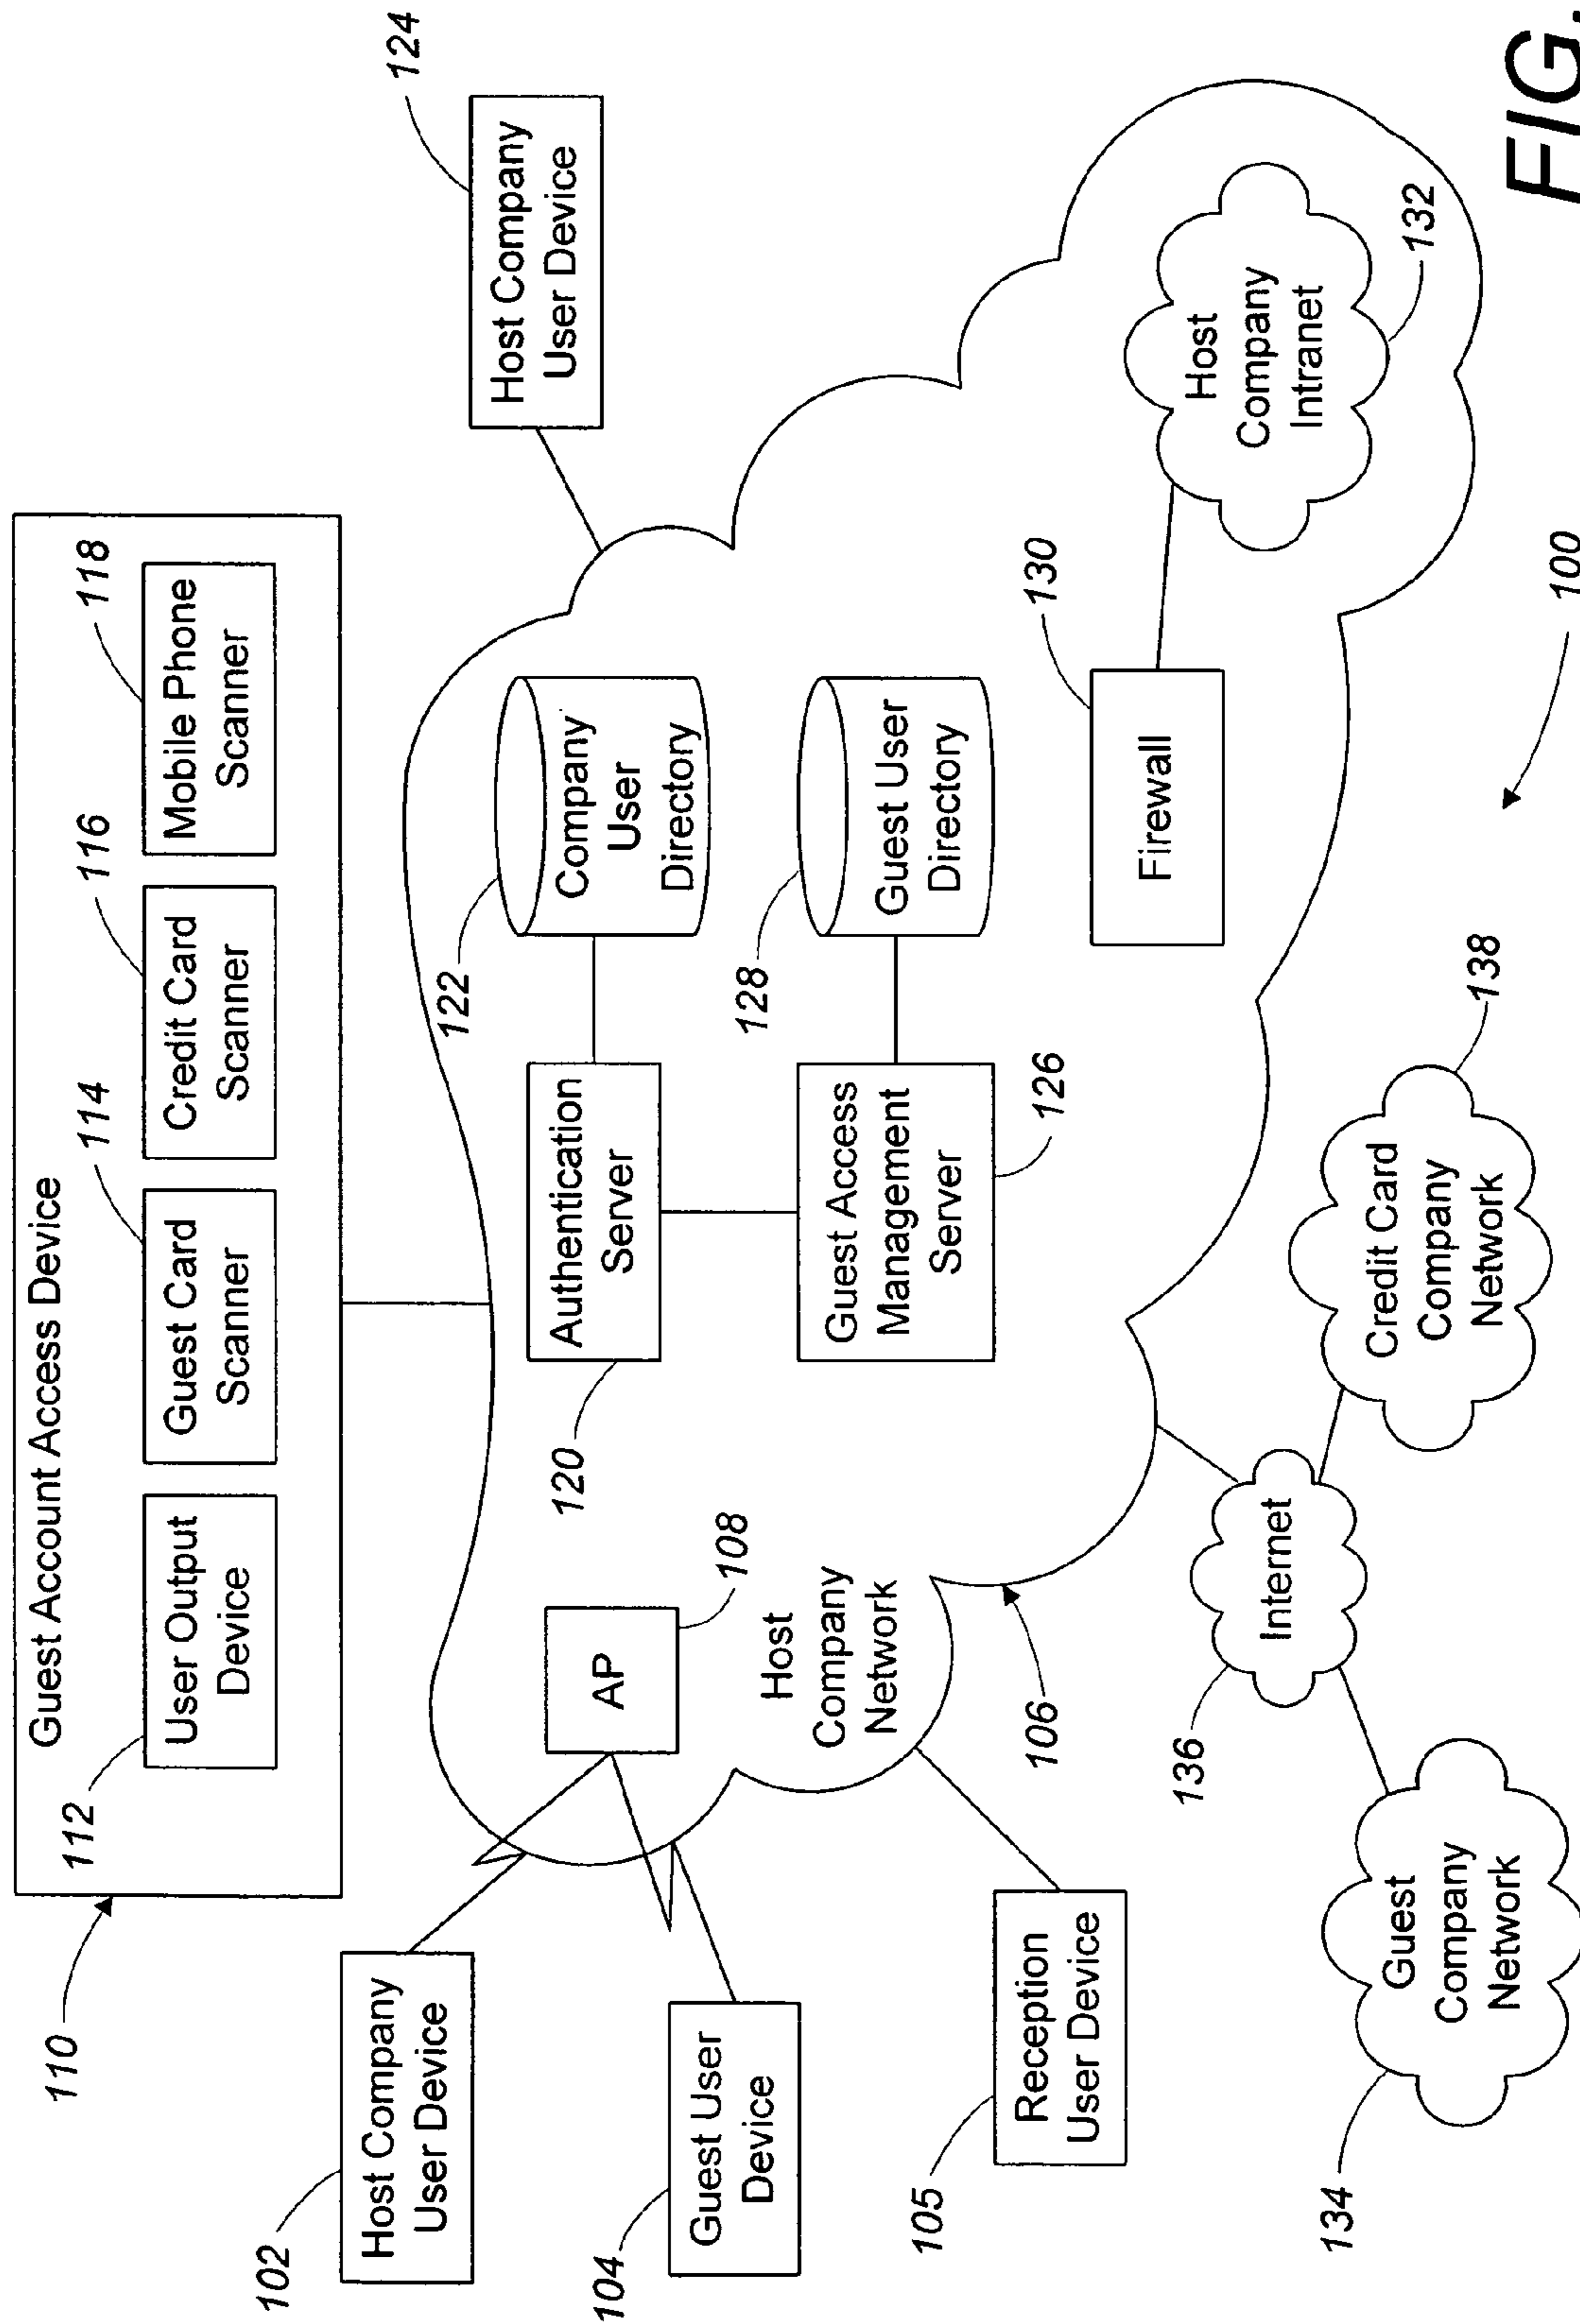 Guest Account Access Device
110
112
User Output
Device
114
Guest Card
Scanner
116
Credit Card
Scanner
118
Mobile Phone
Scanner
102
Host Company
User Device
104
Guest User
Device
105
Reception
User Device
AP
108
Host
Company
Network
106
120
Authentication
Server
122
Company
User
Directory
124
Host Company
User Device
Guest Access
Management
Server
126
128
Guest User
Directory
130
Firewall
Host
Company
Intranet
132
134
Guest
Company
Network
136
Internet
138
Credit Card
Company
Network
100
FIG.